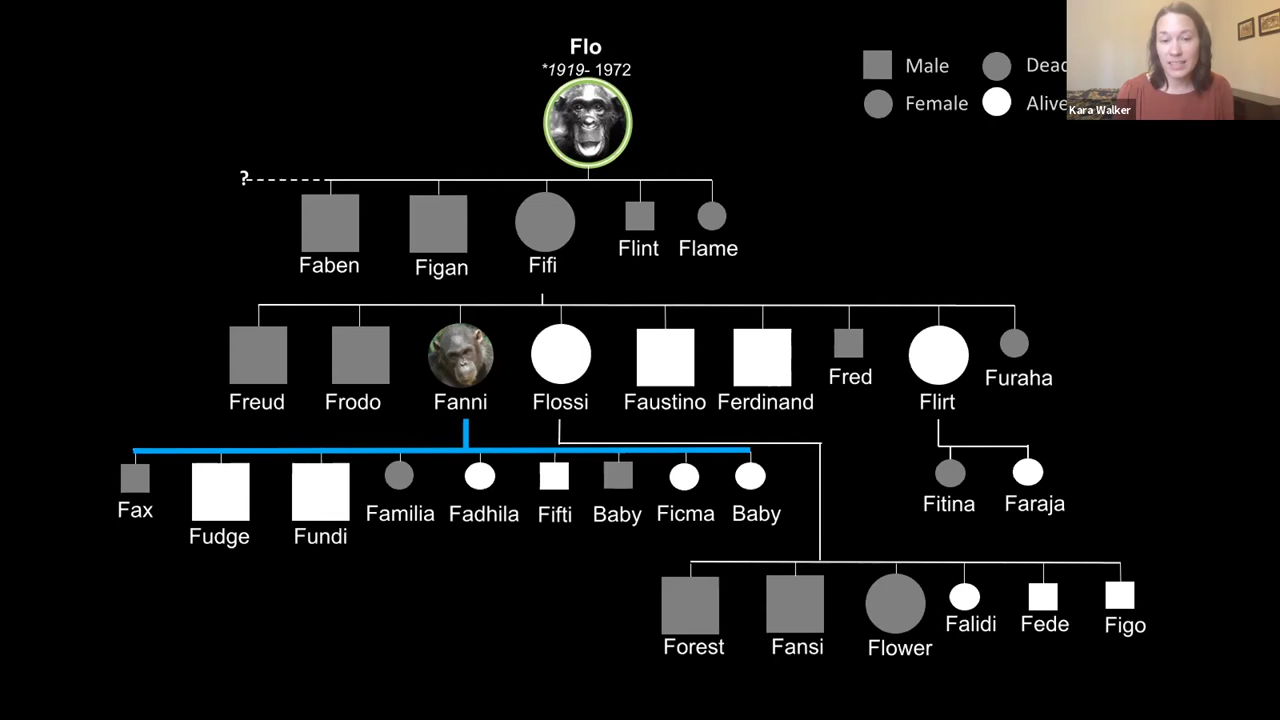 Flo
*1919- 1972
Male
Dead
Female
Alive
Kara Walker
?
Faben
Figan
Fifi
Flint
Flame
Freud
Frodo
Fanni
Flossi
Faustino
Ferdinand
Fred
Flirt
Furaha
Fax
Fudge
Fundi
Familia
Fadhila
Fifti
Baby
Ficma
Baby
Fitina
Faraja
Forest
Fansi
Flower
Falidi
Fede
Figo